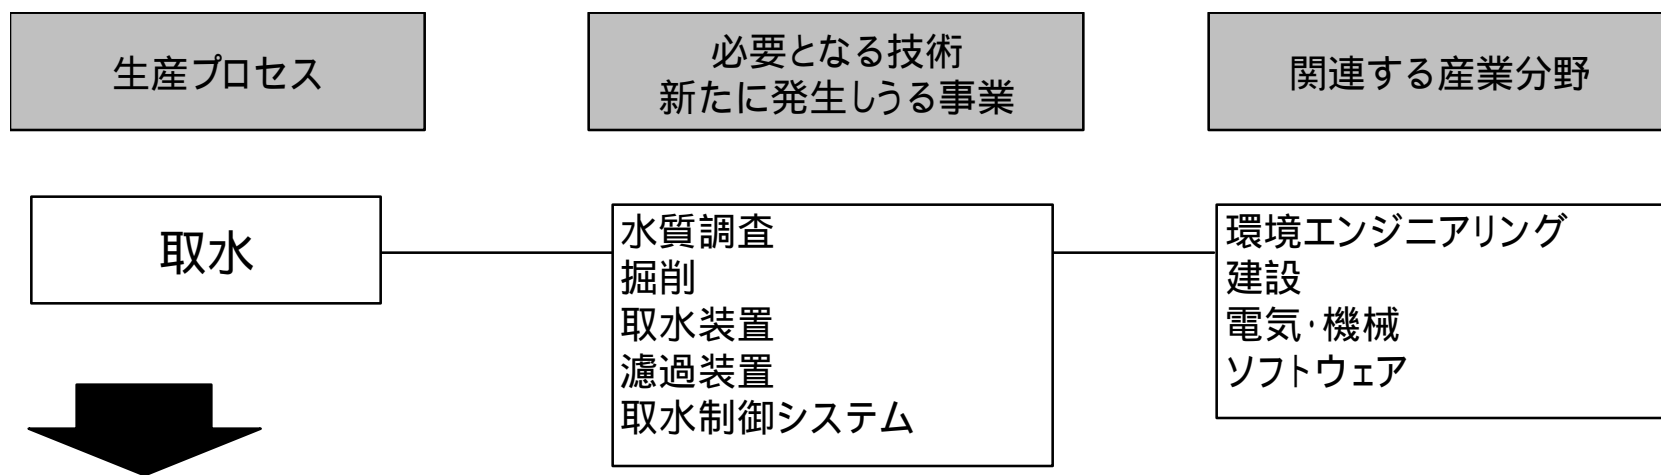 生産プロセス
必要となる技術
新たに発生しうる事業
関連する産業分野
取水
水質調査
掘削
取水装置
濾過装置
取水制御システム
環境エンジニアリング
建設
電気・機械
ソフトウェア